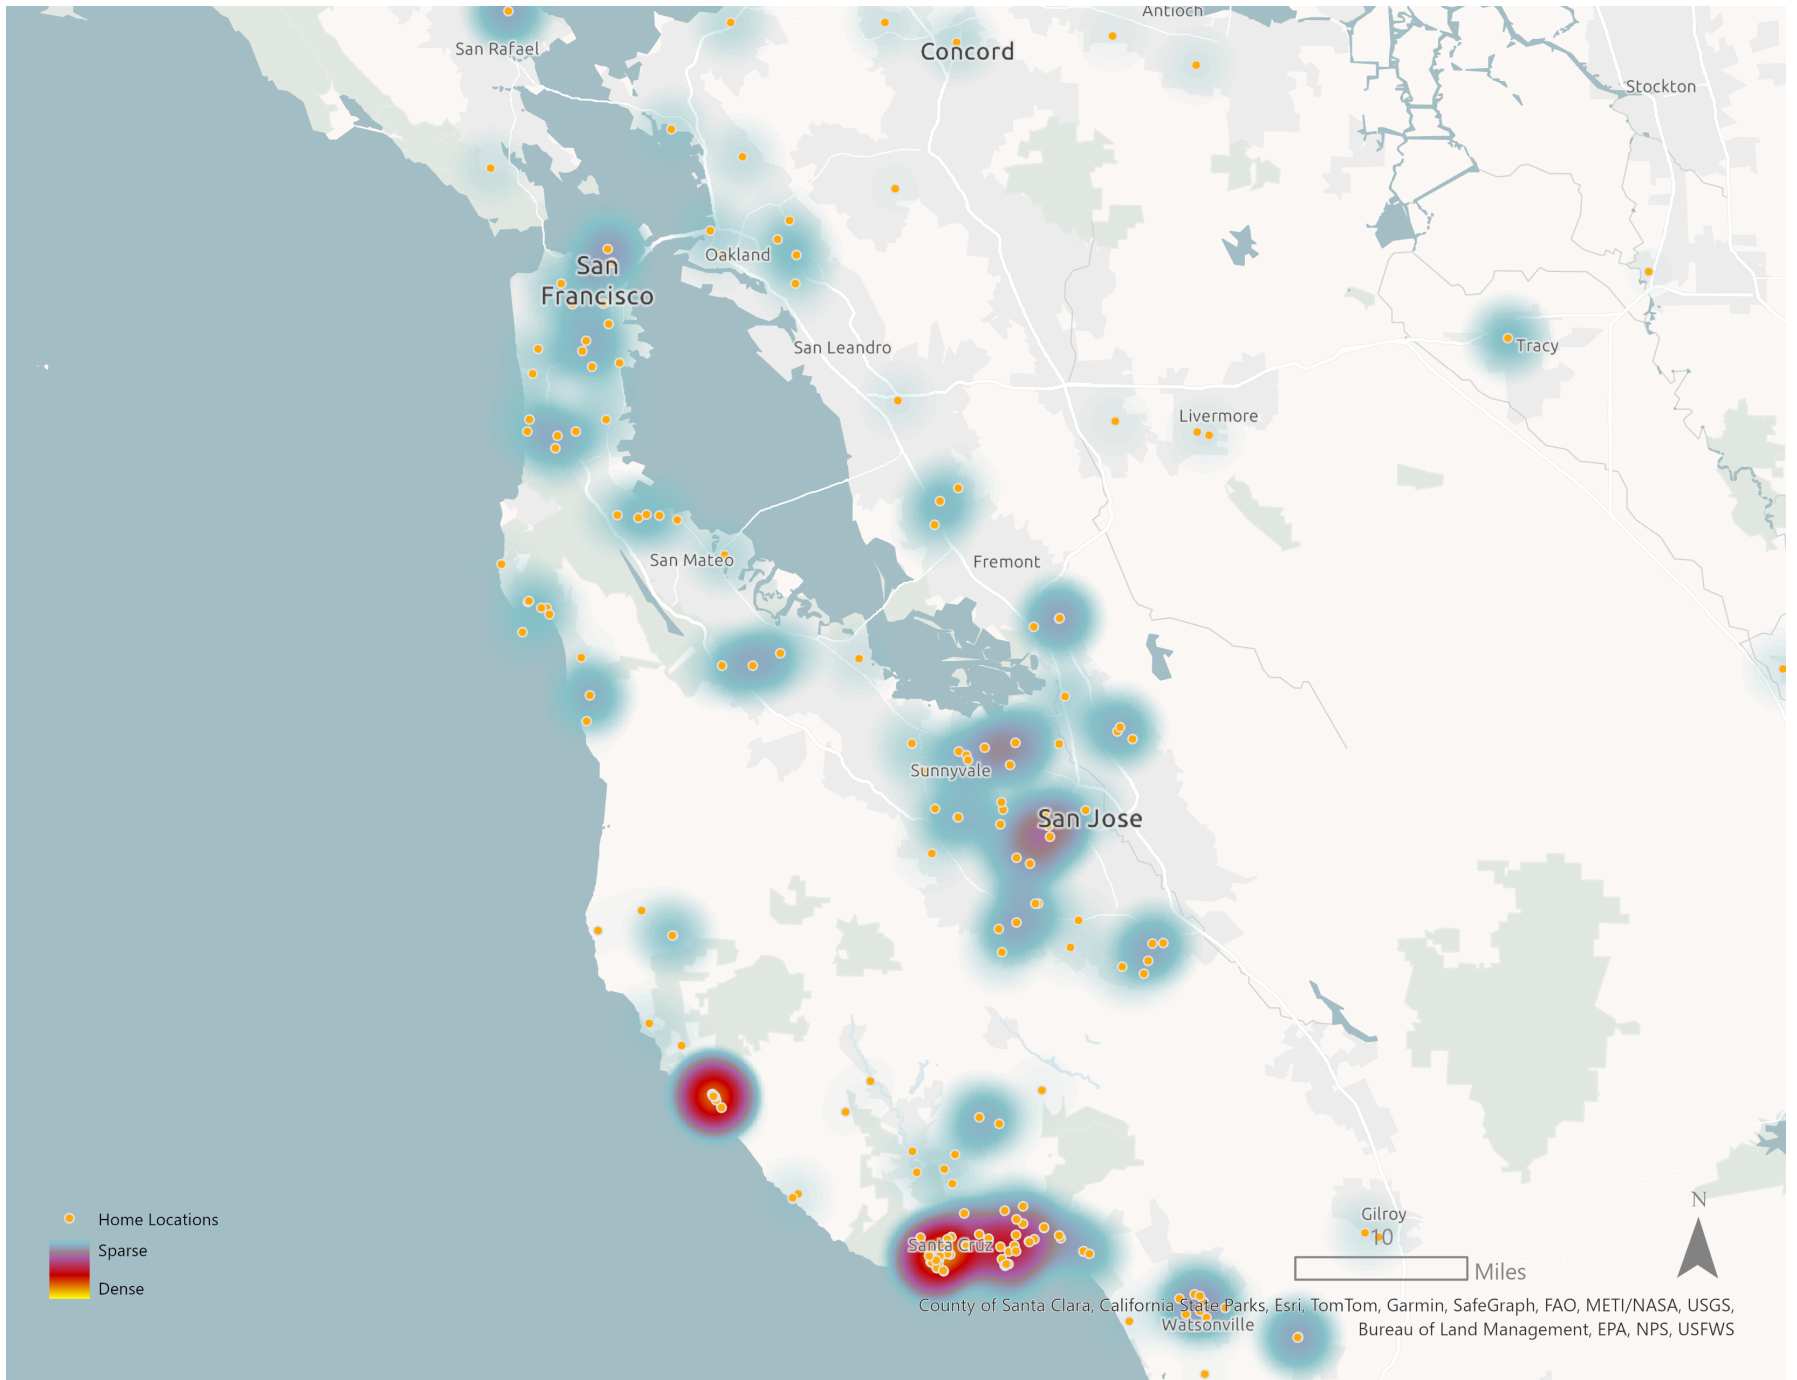 Antioch
San Rafael
Concord
Stockton
Oakland
San
Francisco
San Leandro
Tracy
Livermore
San Mateo
Fremont
Sunnyvale
San Jose
Santa Cruz
Gilroy
Watsonville
Home Locations
Sparse
Dense
N
10
Miles
County of Santa Clara, California State Parks, Esri, TomTom, Garmin, SafeGraph, FAO, METI/NASA, USGS,
Bureau of Land Management, EPA, NPS, USFWS